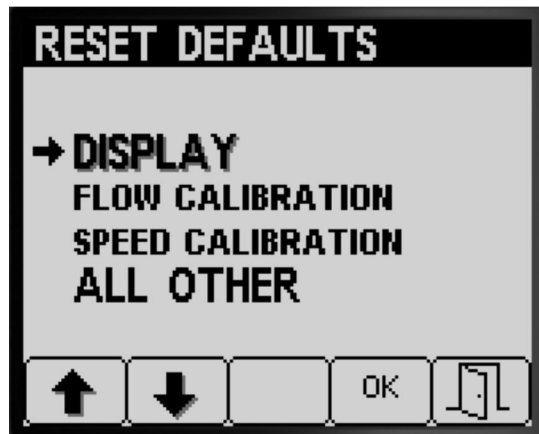 RESET DEFAULTS
DISPLAY
FLOW CALIBRATION
SPEED CALIBRATION
ALL OTHER
OK